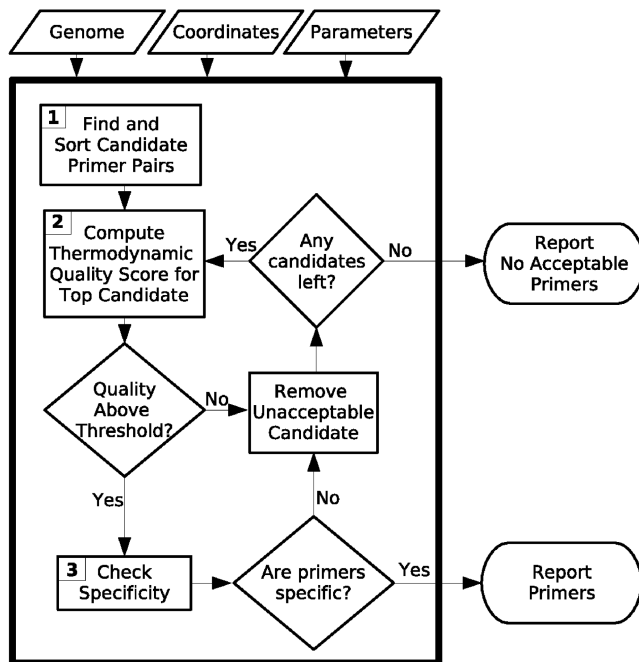 Genome
Coordinates
Parameters
1
Find and
Sort Candidate
Primer Pairs
2
Compute
Thermodynamic
Quality Score for
Top Candidate
Yes
Any
candidates
left?
No
Report
No Acceptable
Primers
Quality
Above
Threshold?
No
Remove
Unacceptable
Candidate
Yes
No
3
Check
Specificity
Are primers
specific?
Yes
Report
Primers